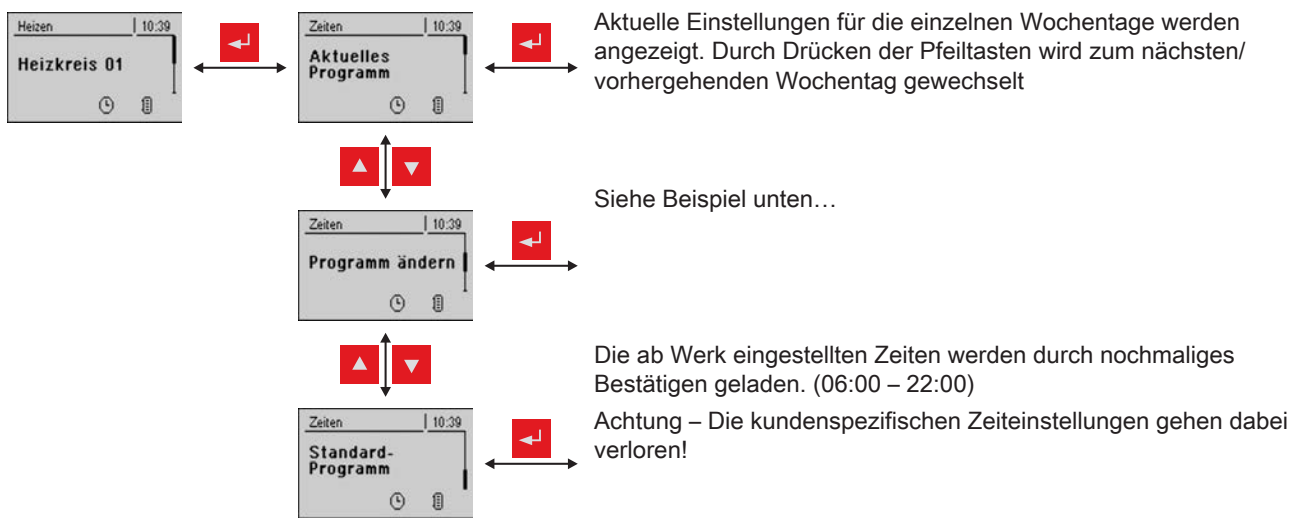 Heizen 10:39
Heizkreis 01
Zeiten 10:39
Aktuelles
Programm
Aktuelle Einstellungen für die einzelnen Wochentage werden
angezeigt. Durch Drücken der Pfeiltasten wird zum nächsten/
vorhergehenden Wochentag gewechselt
Zeiten 10:39
Programm ändern
Siehe Beispiel unten…
Zeiten 10:39
Standard-
Programm
Die ab Werk eingestellten Zeiten werden durch nochmaliges
Bestätigen geladen. (06:00 – 22:00)
Achtung – Die kundenspezifischen Zeiteinstellungen gehen dabei
verloren!